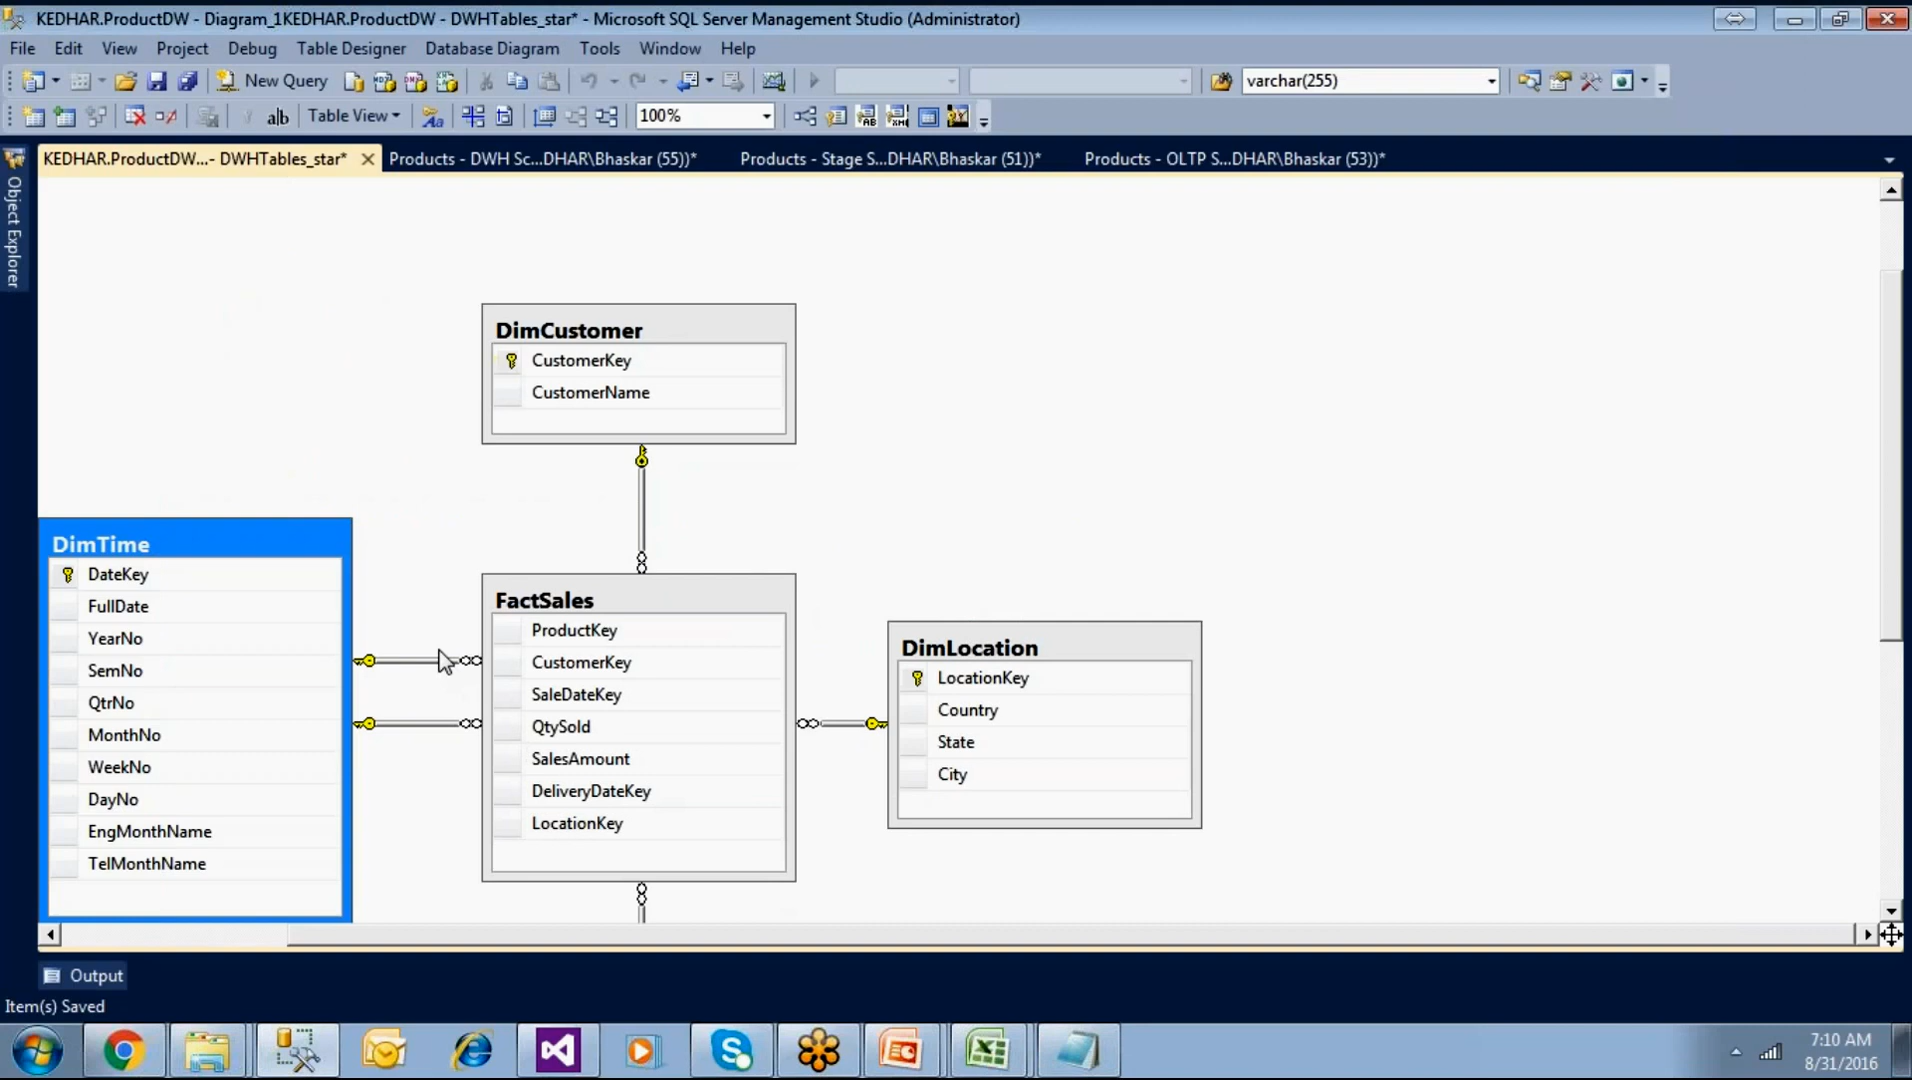 KEDHAR.ProductDW - Diagram_1KEDHAR.ProductDW - DWHTables_star* - Microsoft SQL Server Management Studio (Administrator)
File Edit View Project Debug Table Designer Database Diagram Tools Window Help
New Query varchar(255)
a|b Table View 100%
KEDHAR.ProductDW...- DWHTables_star* Products - DWH Sc...DHAR\Bhaskar (55))* Products - Stage S...DHAR\Bhaskar (51))* Products - OLTP S...DHAR\Bhaskar (53))*
Object Explorer
DimCustomer
CustomerKey
CustomerName
DimTime
DateKey
FullDate
YearNo
SemNo
QtrNo
MonthNo
WeekNo
DayNo
EngMonthName
TelMonthName
FactSales
ProductKey
CustomerKey
SaleDateKey
QtySold
SalesAmount
DeliveryDateKey
LocationKey
DimLocation
LocationKey
Country
State
City
Output
Item(s) Saved
7:10 AM
8/31/2016